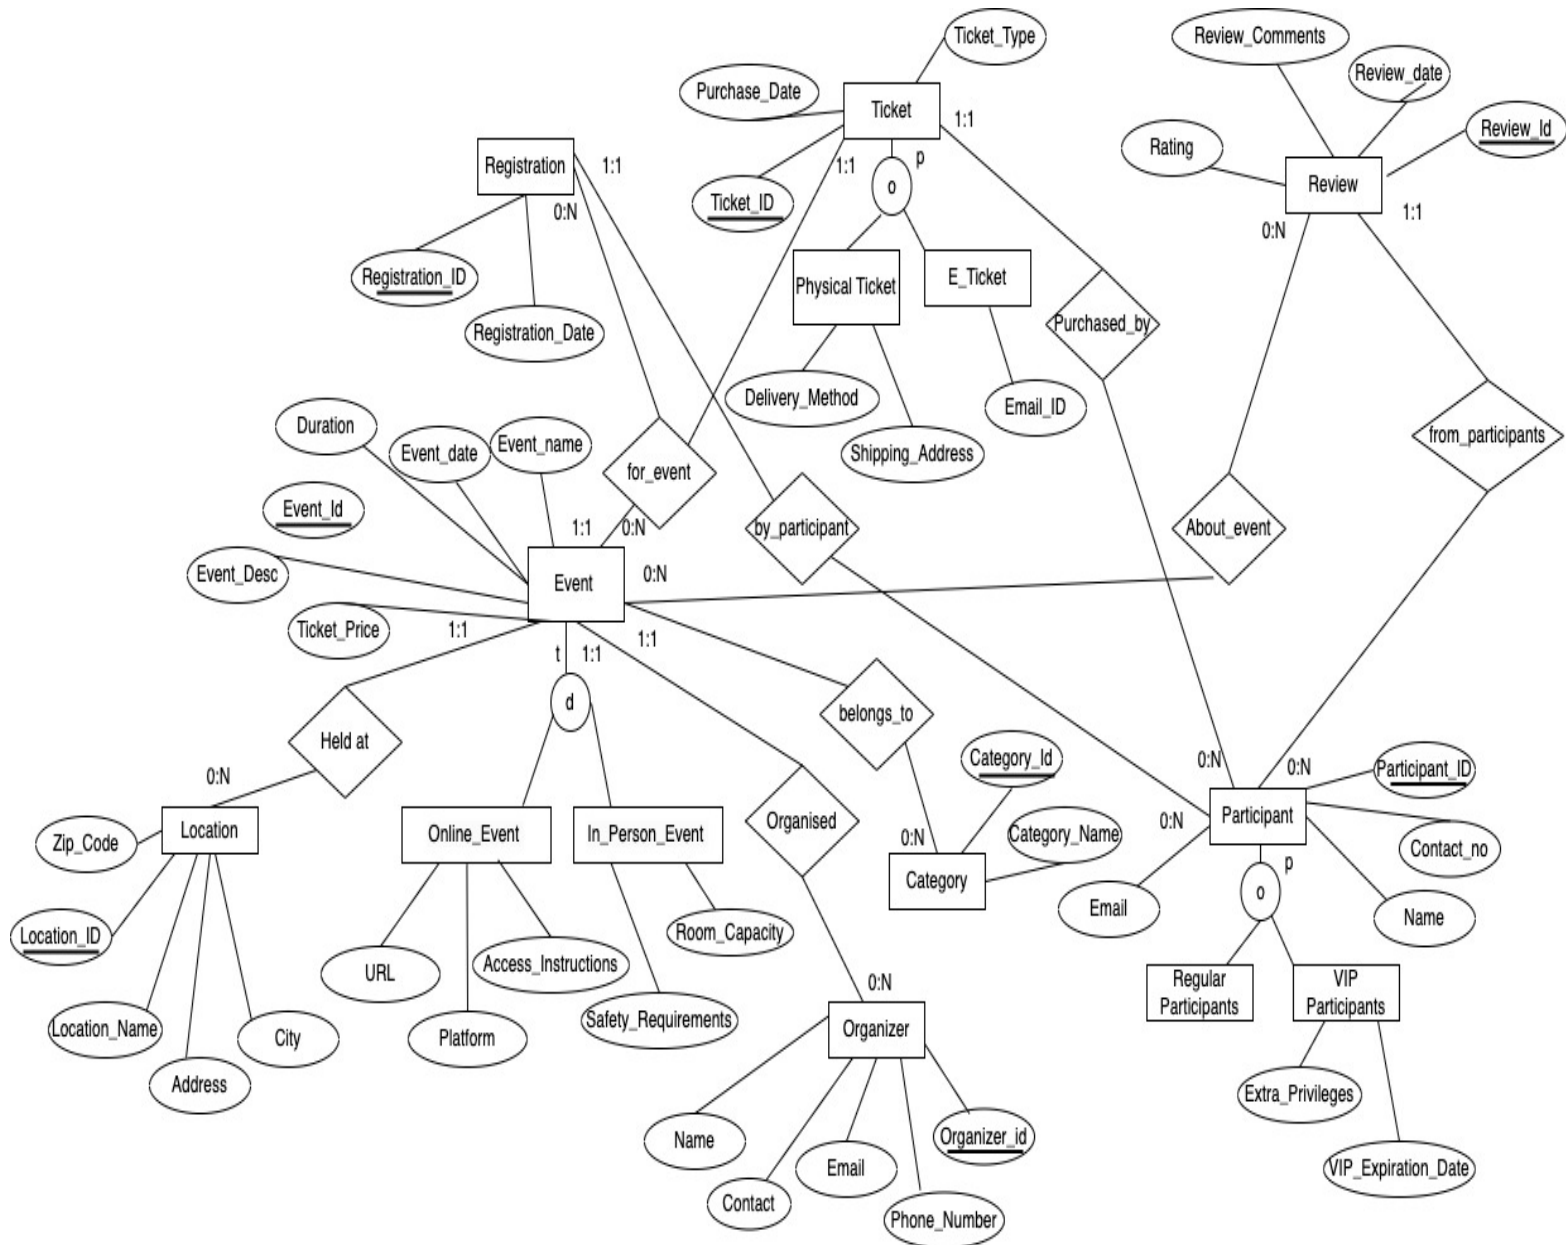 Ticket_Type
Review_Comments
Review_date
Purchase_Date
Ticket
1:1
Review_Id
Rating
Registration
1:1
1:1
p
o
Review
Ticket_ID
0:N
1:1
0:N
Registration_ID
Physical Ticket
E_Ticket
Registration_Date
Purchased_by
Delivery_Method
Email_ID
Duration
Event_date
Event_name
Shipping_Address
from_participants
for_event
Event_Id
1:1
0:N
by_participant
About_event
Event_Desc
Event
0:N
Ticket_Price
1:1
1:1
t
1:1
d
belongs_to
Held at
0:N
Category_Id
0:N
0:N
Participant_ID
Zip_Code
Location
Online_Event
In_Person_Event
Organised
0:N
Category_Name
0:N
Participant
Contact_no
Category
p
o
Email
Name
Location_ID
Room_Capacity
URL
Access_Instructions
0:N
Regular
Participants
VIP
Participants
Location_Name
City
Platform
Safety_Requirements
Organizer
Address
Extra_Privileges
Name
Organizer_id
Email
VIP_Expiration_Date
Contact
Phone_Number